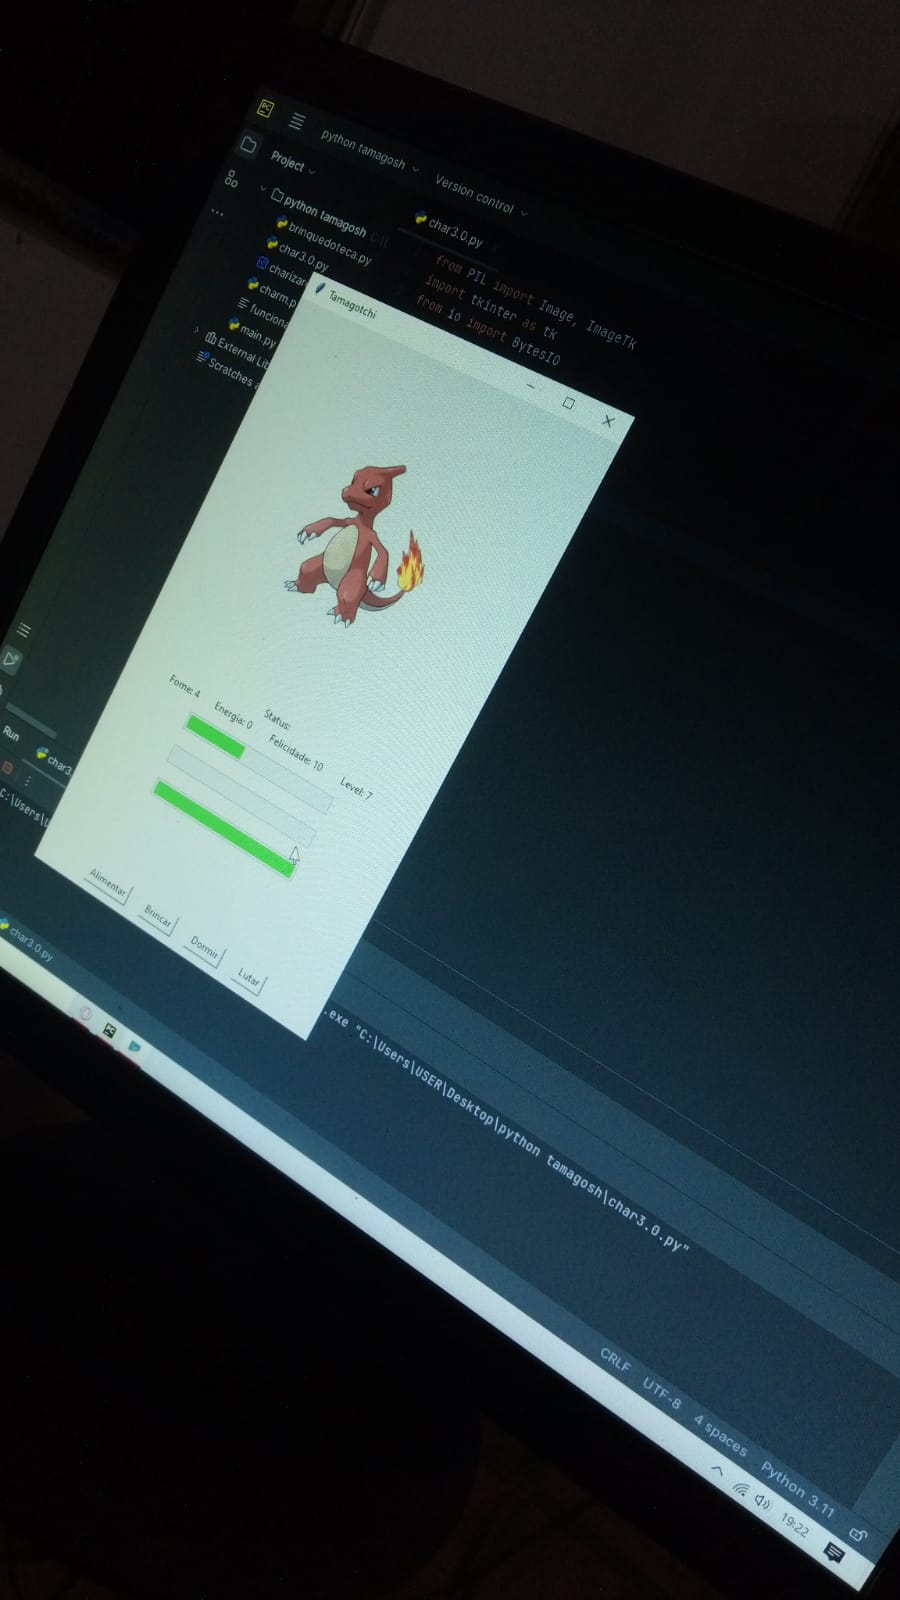 PC
python tamagosh
Version control
Project
python tamagosh
brinquedoteca.py
char3.0.py
charizar
charm.p
funciona
main.py
External Lib
Scratches a
char3.0.py
from PIL import Image, ImageTk
import tkinter as tk
from io import BytesIO
Tamagotchi
Status:
Fome: 4
Energia: 0
Felicidade: 10
Level: 7
Alimentar
Brincar
Dormir
Lutar
Run
char3.
C:\Users\U
.exe "C:\Users\USER\Desktop\python tamagosh\char3.0.py"
char3.0.py
CRLF
UTF-8
4 spaces
Python 3.11
19:22